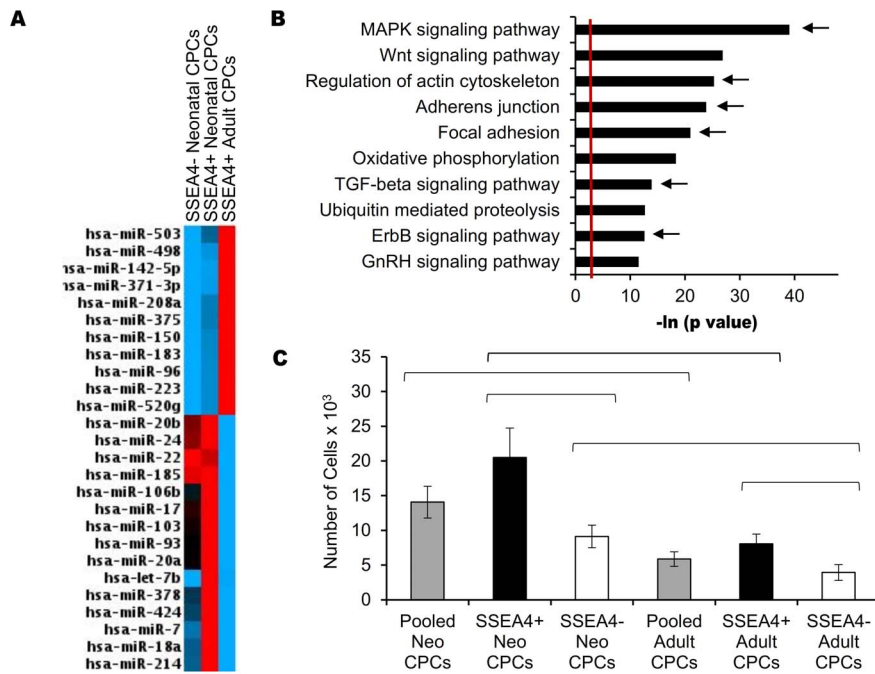 A
SSEA4- Neonatal CPCs
SSEA4+ Neonatal CPCs
SSEA4+ Adult CPCs
hsa-miR-503
hsa-miR-498
hsa-miR-142-5p
hsa-miR-371-3p
hsa-miR-208a
hsa-miR-375
hsa-miR-150
hsa-miR-183
hsa-miR-96
hsa-miR-223
hsa-miR-520g
hsa-miR-20b
hsa-miR-24
hsa-miR-22
hsa-miR-185
hsa-miR-106b
hsa-miR-17
hsa-miR-103
hsa-miR-93
hsa-miR-20a
hsa-let-7b
hsa-miR-378
hsa-miR-424
hsa-miR-7
hsa-miR-18a
hsa-miR-214
B
MAPK signaling pathway
Wnt signaling pathway
Regulation of actin cytoskeleton
Adherens junction
Focal adhesion
Oxidative phosphorylation
TGF-beta signaling pathway
Ubiquitin mediated proteolysis
ErbB signaling pathway
GnRH signaling pathway
0 10 20 30 40
-ln (p value)
C
Number of Cells x 10³
35
30
25
20
15
10
5
0
Pooled Neo CPCs
SSEA4+ Neo CPCs
SSEA4- Neo CPCs
Pooled Adult CPCs
SSEA4+ Adult CPCs
SSEA4- Adult CPCs